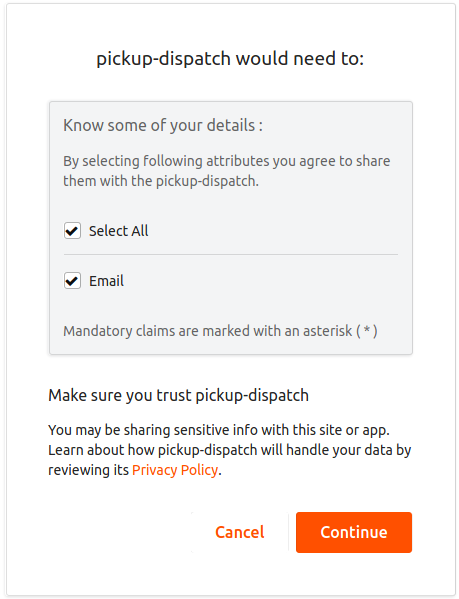 pickup-dispatch would need to:
Know some of your details :
By selecting following attributes you agree to share
them with the pickup-dispatch.
Select All
Email
Mandatory claims are marked with an asterisk ( * )
Make sure you trust pickup-dispatch
You may be sharing sensitive info with this site or app.
Learn about how pickup-dispatch will handle your data by
reviewing its Privacy Policy.
Cancel
Continue